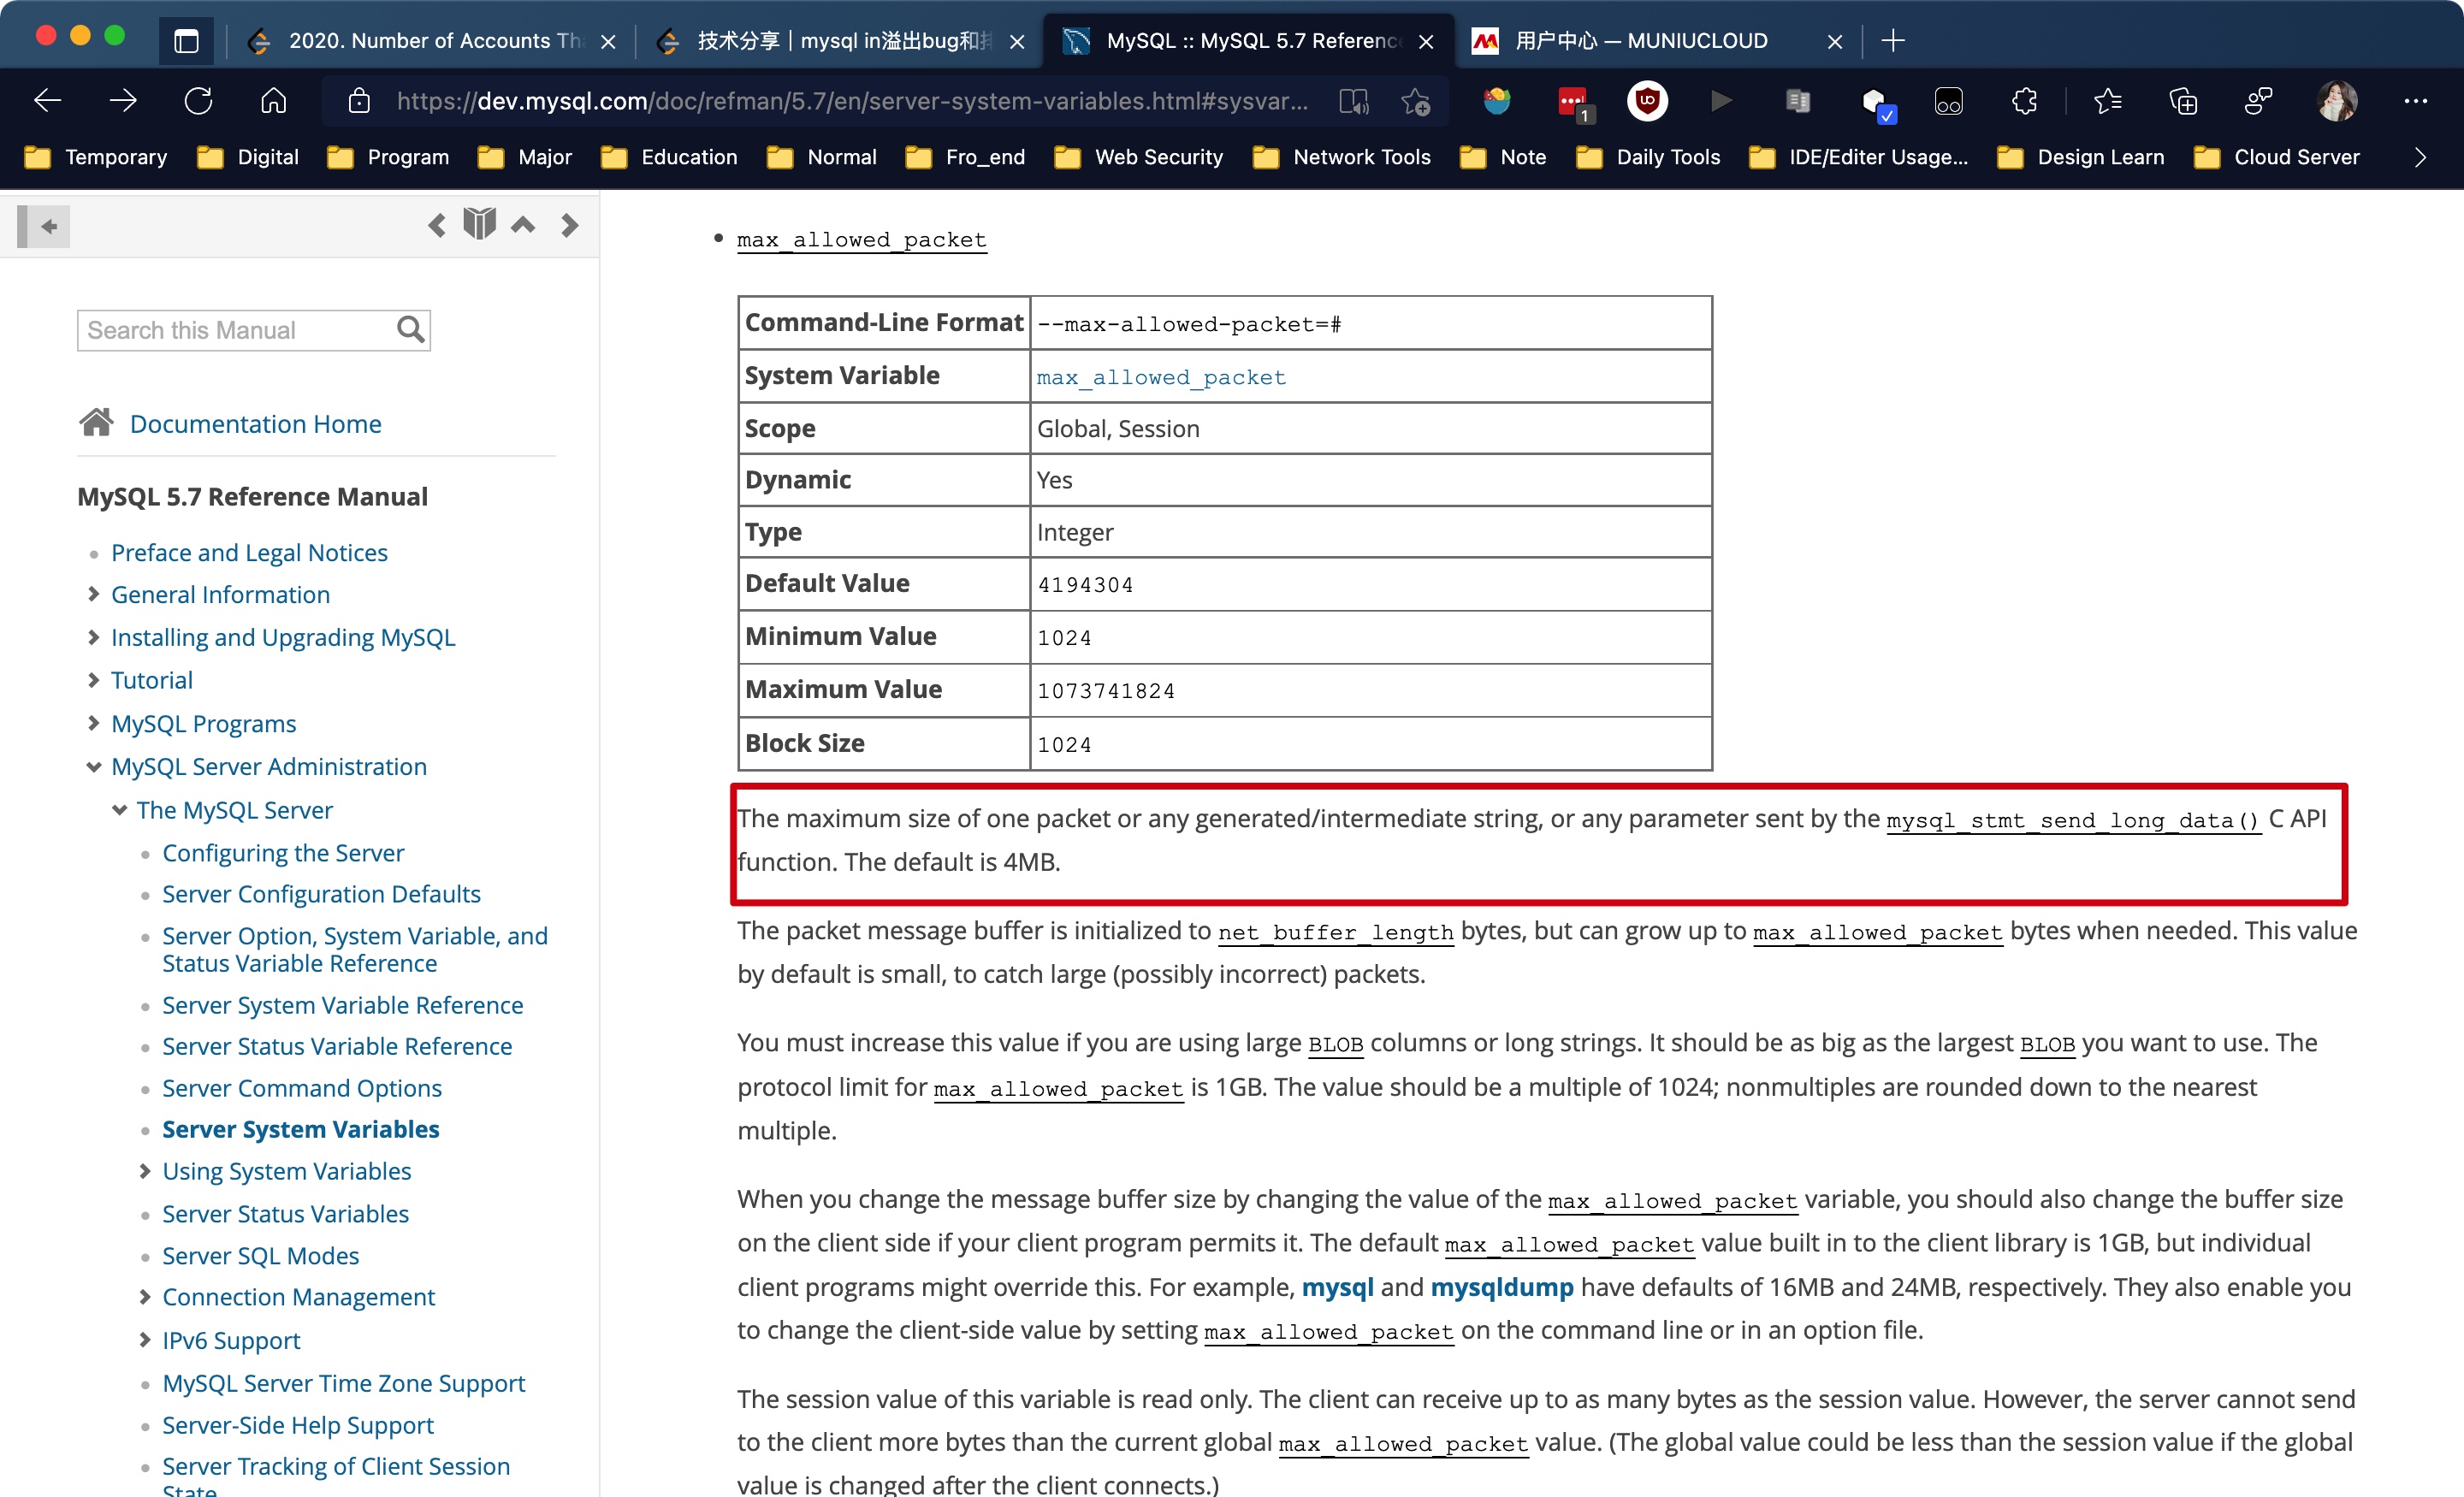 2020. Number of Accounts Th
技术分享｜mysql in溢出bug和
MySQL :: MySQL 5.7 Reference
用户中心 — MUNIUCLOUD
https://dev.mysql.com/doc/refman/5.7/en/server-system-variables.html#sysvar...
1
Temporary
Digital
Program
Major
Education
Normal
Fro_end
Web Security
Network Tools
Note
Daily Tools
IDE/Editer Usage...
Design Learn
Cloud Server
Search this Manual
Documentation Home
MySQL 5.7 Reference Manual
Preface and Legal Notices
General Information
Installing and Upgrading MySQL
Tutorial
MySQL Programs
MySQL Server Administration
The MySQL Server
Configuring the Server
Server Configuration Defaults
Server Option, System Variable, and
Status Variable Reference
Server System Variable Reference
Server Status Variable Reference
Server Command Options
Server System Variables
Using System Variables
Server Status Variables
Server SQL Modes
Connection Management
IPv6 Support
MySQL Server Time Zone Support
Server-Side Help Support
Server Tracking of Client Session
State
max_allowed_packet
Command-Line Format --max-allowed-packet=#
System Variable max_allowed_packet
Scope Global, Session
Dynamic Yes
Type Integer
Default Value 4194304
Minimum Value 1024
Maximum Value 1073741824
Block Size 1024
The maximum size of one packet or any generated/intermediate string, or any parameter sent by the mysql_stmt_send_long_data() C API
function. The default is 4MB.
The packet message buffer is initialized to net_buffer_length bytes, but can grow up to max_allowed_packet bytes when needed. This value
by default is small, to catch large (possibly incorrect) packets.
You must increase this value if you are using large BLOB columns or long strings. It should be as big as the largest BLOB you want to use. The
protocol limit for max_allowed_packet is 1GB. The value should be a multiple of 1024; nonmultiples are rounded down to the nearest
multiple.
When you change the message buffer size by changing the value of the max_allowed_packet variable, you should also change the buffer size
on the client side if your client program permits it. The default max_allowed_packet value built in to the client library is 1GB, but individual
client programs might override this. For example, mysql and mysqldump have defaults of 16MB and 24MB, respectively. They also enable you
to change the client-side value by setting max_allowed_packet on the command line or in an option file.
The session value of this variable is read only. The client can receive up to as many bytes as the session value. However, the server cannot send
to the client more bytes than the current global max_allowed_packet value. (The global value could be less than the session value if the global
value is changed after the client connects.)